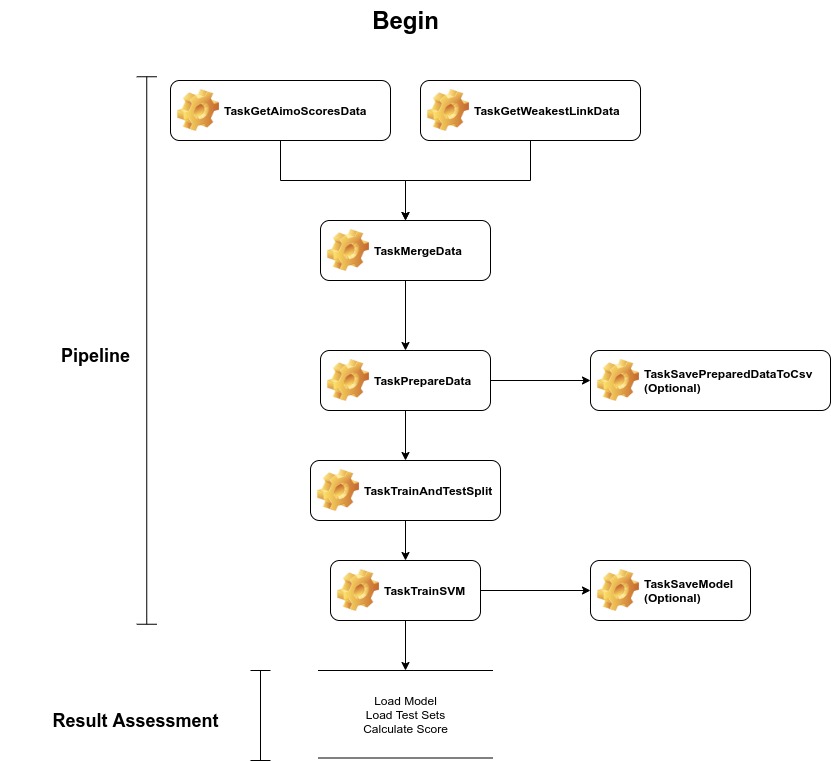 Begin
TaskGetAimoScoresData
TaskGetWeakestLinkData
TaskMergeData
Pipeline
TaskPrepareData
TaskSavePreparedDataToCsv
(Optional)
TaskTrainAndTestSplit
TaskTrainSVM
TaskSaveModel
(Optional)
Result Assessment
Load Model
Load Test Sets
Calculate Score